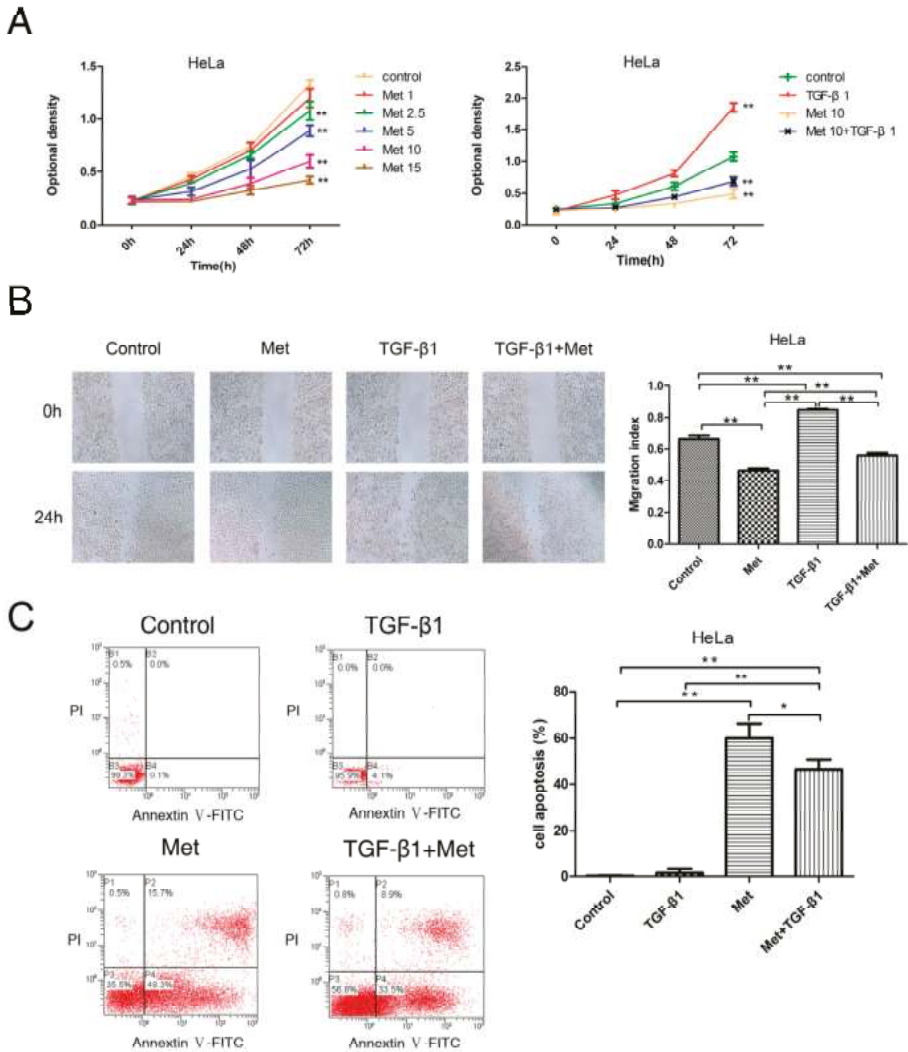 A
HeLa
Optional density
1.5
1.0
0.5
0.0
0h
24h
48h
72h
Time(h)
**
**
**
**
control
Met 1
Met 2.5
Met 5
Met 10
Met 15
HeLa
Optional density
2.5
2.0
1.5
1.0
0.5
0.0
0
24
48
72
Time(h)
**
**
**
control
TGF-β 1
Met 10
Met 10+TGF-β 1
B
Control
Met
TGF-β1
TGF-β1+Met
0h
24h
HeLa
Migration index
1.0
0.8
0.6
0.4
0.2
0.0
**
**
**
**
**
**
Control
Met
TGF-β1
TGF-β1+Met
C
Control
PI
B1
0.5%
B2
0.0%
B3
B4
0.1%
Annexin V-FITC
TGF-β1
PI
B1
0.0%
B2
0.0%
B3
95.9%
B4
4.1%
Annexin V-FITC
Met
PI
P1
0.5%
P2
15.7%
P3
P4
49.3%
Annexin V-FITC
TGF-β1+Met
PI
P1
0.8%
P2
8.9%
P3
56.8%
P4
33.5%
Annexin V-FITC
HeLa
cell apoptosis (%)
80
60
40
20
0
**
**
**
*
Control
TGF-β1
Met
Met+TGF-β1